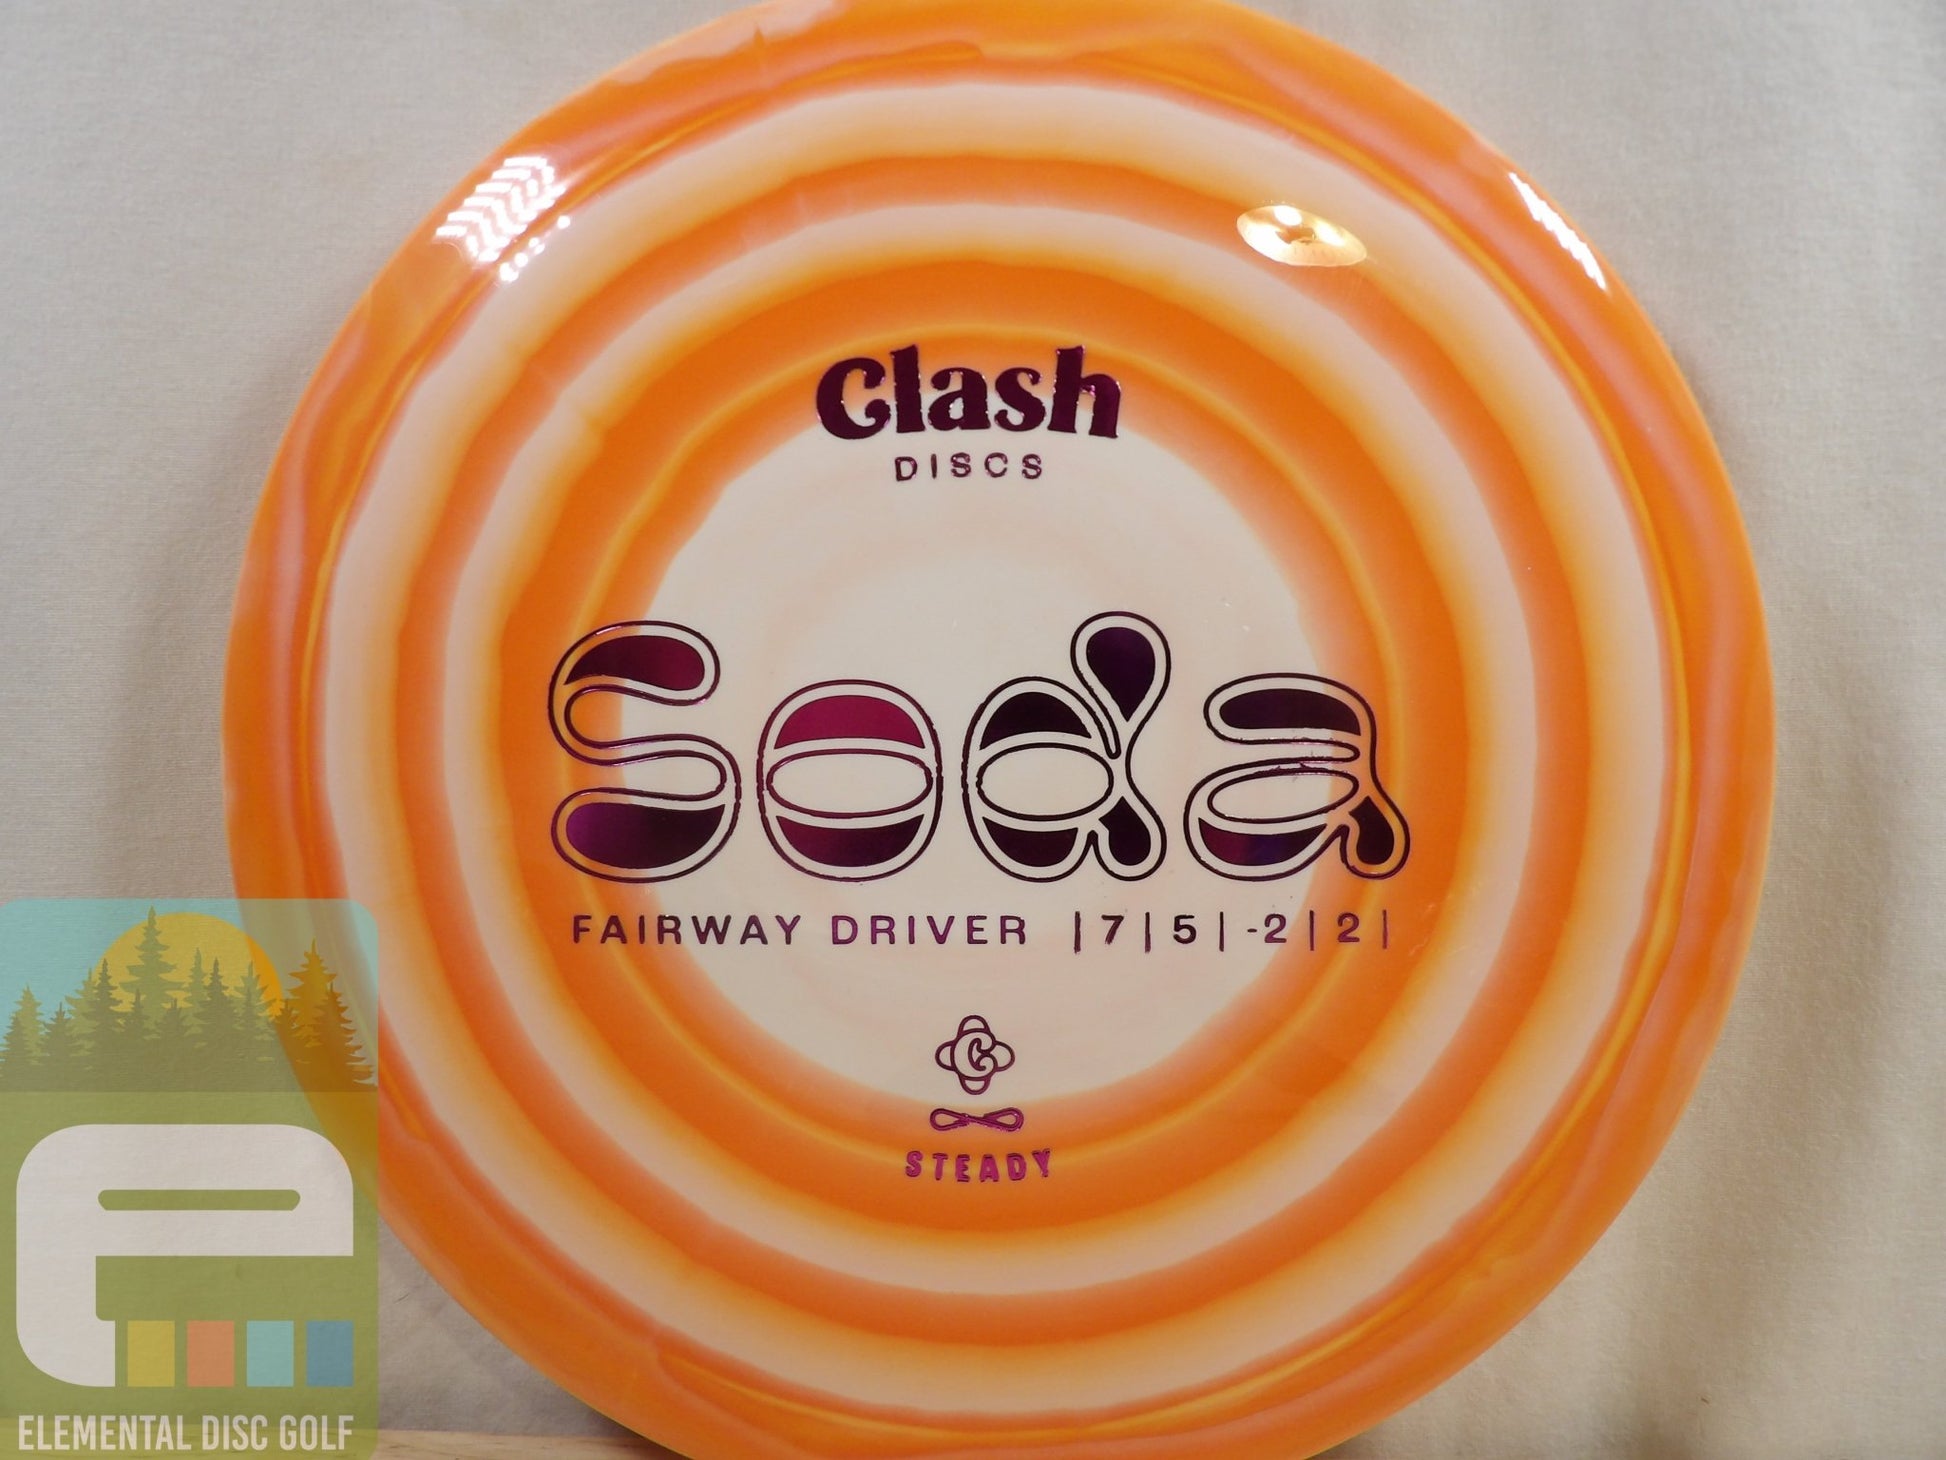 Clash
DISCS
Soda
FAIRWAY DRIVER |7|5|-2|2|
C
STEADY
e
ELEMENTAL DISC GOLF